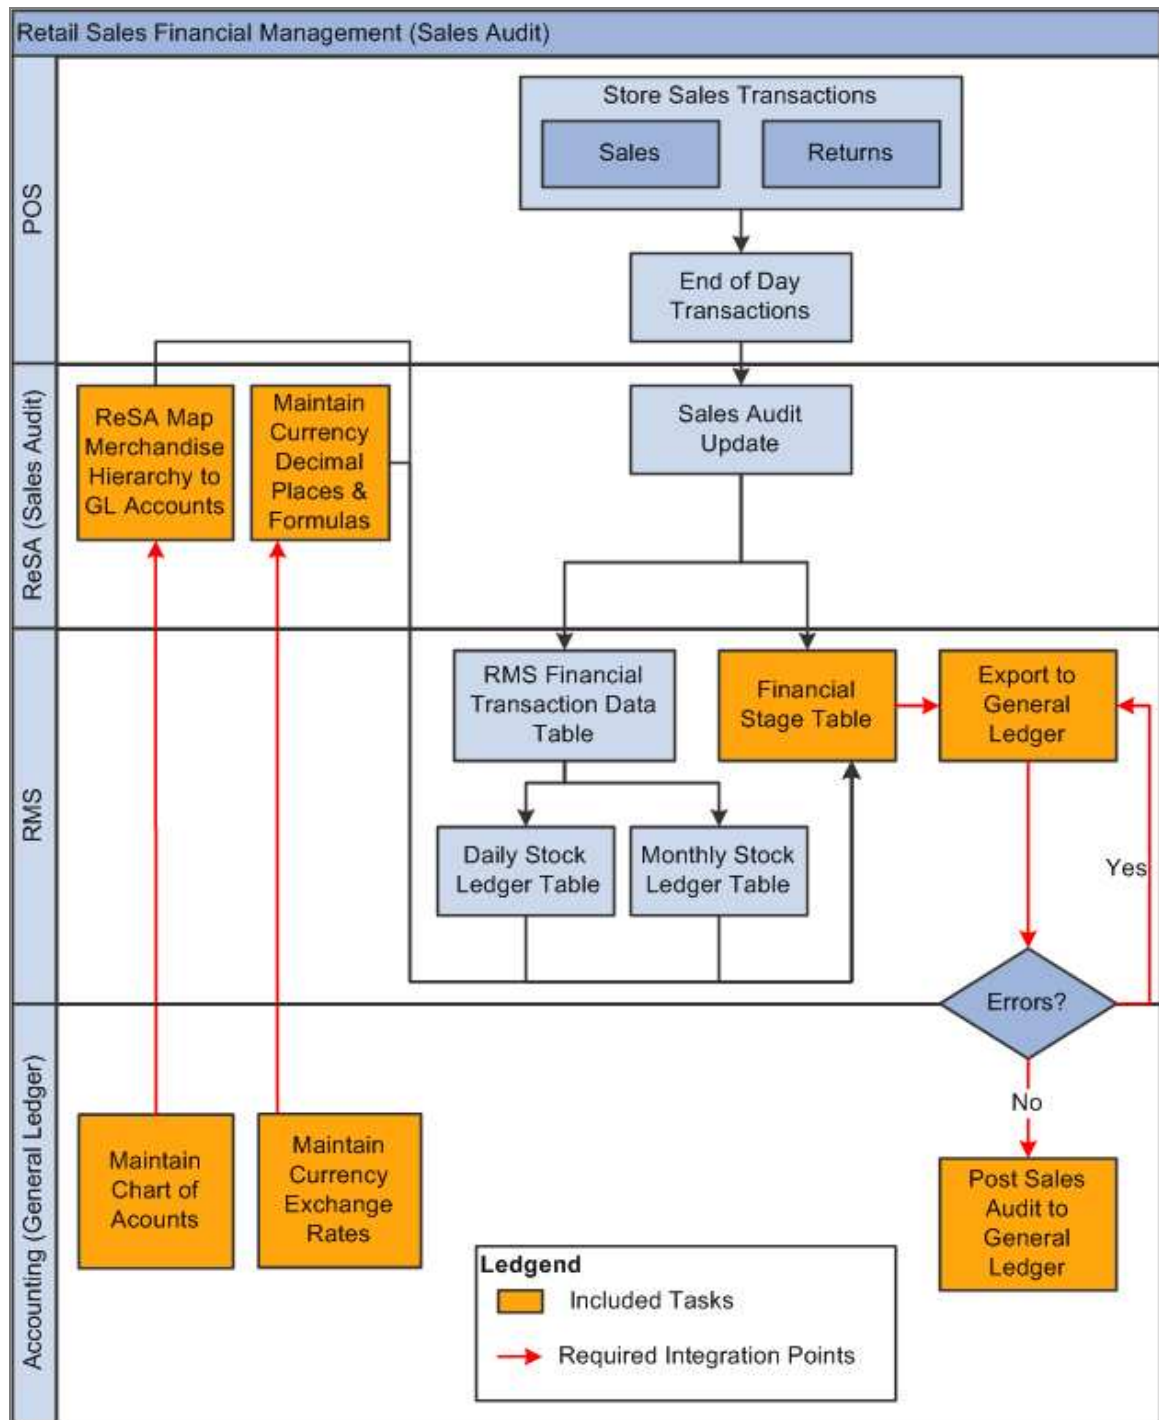 Retail Sales Financial Management (Sales Audit)
POS
Store Sales Transactions
Sales
Returns
End of Day
Transactions
ReSA (Sales Audit)
ReSA Map
Merchandise
Hierarchy to
GL Accounts
Maintain
Currency
Decimal
Places &
Formulas
Sales Audit
Update
RMS
RMS Financial
Transaction Data
Table
Financial
Stage Table
Export to
General
Ledger
Daily Stock
Ledger Table
Monthly Stock
Ledger Table
Yes
Errors?
No
Accounting (General Ledger)
Maintain
Chart of
Acounts
Maintain
Currency
Exchange
Rates
Post Sales
Audit to
General
Ledger
Ledgend
Included Tasks
Required Integration Points